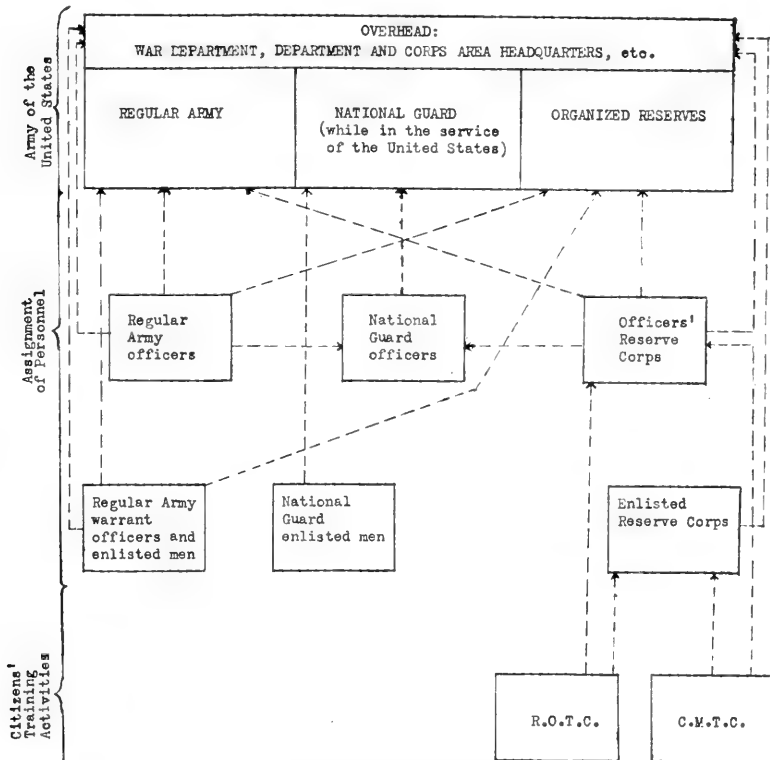 OVERHEAD:
WAR DEPARTMENT, DEPARTMENT AND CORPS AREA HEADQUARTERS, etc.
Army of the
United States
REGULAR ARMY
NATIONAL GUARD
(while in the service
of the United States)
ORGANIZED RESERVES
Assignment
of Personnel
Regular
Army
officers
National
Guard
officers
Officers'
Reserve
Corps
Regular Army
warrant
officers and
enlisted men
National
Guard
enlisted men
Enlisted
Reserve Corps
Citizens'
Training
Activities
R.O.T.C.
C.M.T.C.